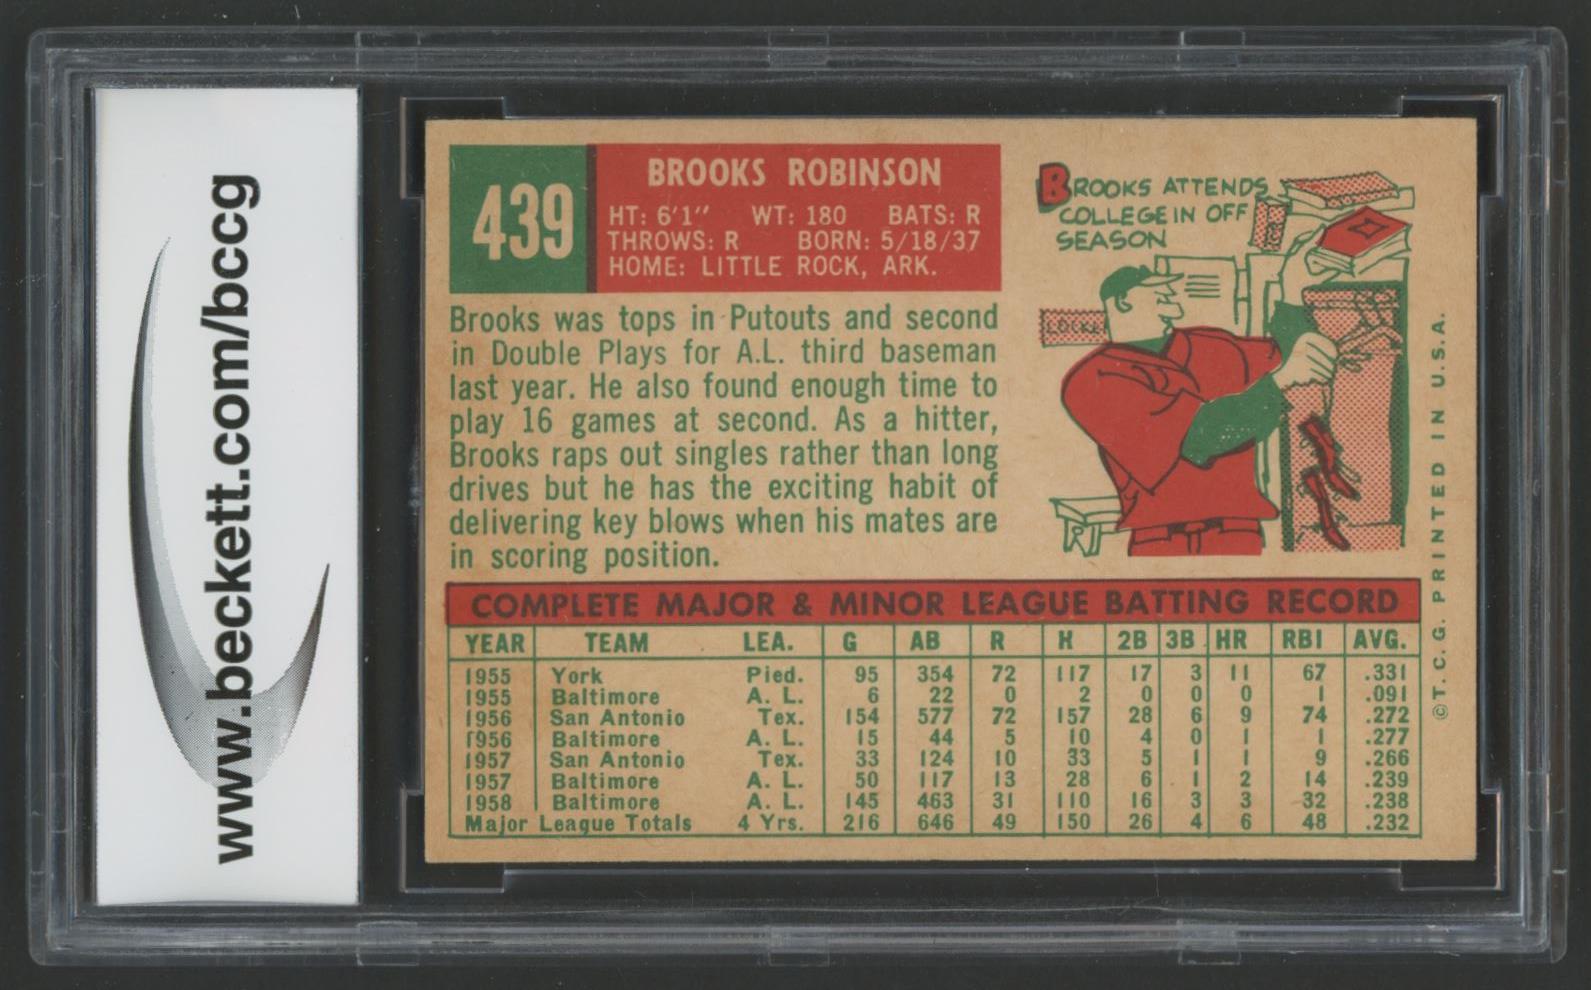 www.beckett.com/bccg
439
BROOKS ROBINSON
HT: 6'1" WT: 180 BATS: R
THROWS: R BORN: 5/18/37
HOME: LITTLE ROCK, ARK.
BROOKS ATTENDS
COLLEGE IN OFF
SEASON
LOCKE
Brooks was tops in Putouts and second
in Double Plays for A.L. third baseman
last year. He also found enough time to
play 16 games at second. As a hitter,
Brooks raps out singles rather than long
drives but he has the exciting habit of
delivering key blows when his mates are
in scoring position.
COMPLETE MAJOR & MINOR LEAGUE BATTING RECORD
YEAR TEAM LEA. G AB R H 2B 3B HR RBI AVG.
1955 York Pied. 95 354 72 117 17 3 11 67 .331
1955 Baltimore A. L. 6 22 0 2 0 0 0 1 .091
1956 San Antonio Tex. 154 577 72 157 28 6 9 74 .272
1956 Baltimore A. L. 15 44 5 10 4 0 1 1 .277
1957 San Antonio Tex. 33 124 10 33 5 1 1 9 .266
1957 Baltimore A. L. 50 117 13 28 6 1 2 14 .239
1958 Baltimore A. L. 145 463 31 110 16 3 3 32 .238
Major League Totals 4 Yrs. 216 646 49 150 26 4 6 48 .232
©T. C. G. PRINTED IN U.S.A.